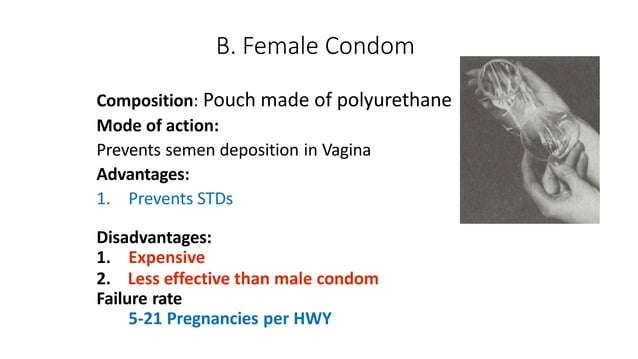 B. Female Condom
Composition: Pouch made of polyurethane
Mode of action:
Prevents semen deposition in Vagina
Advantages:
1. Prevents STDs
Disadvantages:
1. Expensive
2. Less effective than male condom
Failure rate
5-21 Pregnancies per HWY